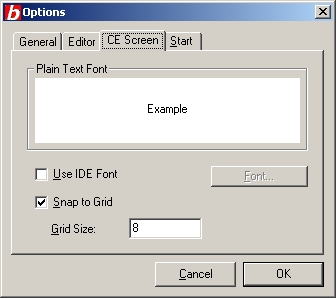 b Options
General Editor CE Screen Start
Plain Text Font
Example
Use IDE Font Font...
Snap to Grid
Grid Size: 8
Cancel OK